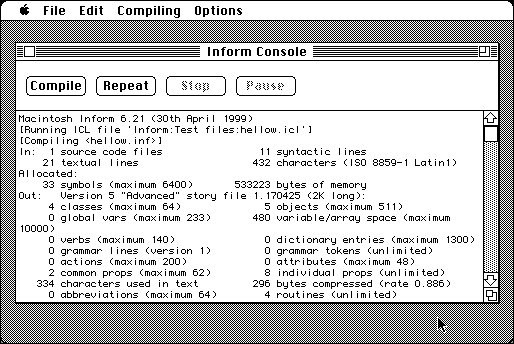 File Edit Compiling Options
Inform Console
Compile Repeat Stop Pause
Macintosh Inform 6.21 (30th April 1999)
[Running ICL file 'Inform:Test files:hellow.icl']
[Compiling <hellow.inf>]
In: 1 source code files 11 syntactic lines
21 textual lines 432 characters (ISO 8859-1 Latin1)
Allocated:
33 symbols (maximum 6400) 533223 bytes of memory
Out: Version 5 "Advanced" story file 1.170425 (2K long):
4 classes (maximum 64) 5 objects (maximum 511)
0 global vars (maximum 233) 480 variable/array space (maximum
10000)
0 verbs (maximum 140) 0 dictionary entries (maximum 1300)
0 grammar lines (version 1) 0 grammar tokens (unlimited)
0 actions (maximum 200) 0 attributes (maximum 48)
2 common props (maximum 62) 8 individual props (unlimited)
334 characters used in text 296 bytes compressed (rate 0.886)
0 abbreviations (maximum 64) 4 routines (unlimited)